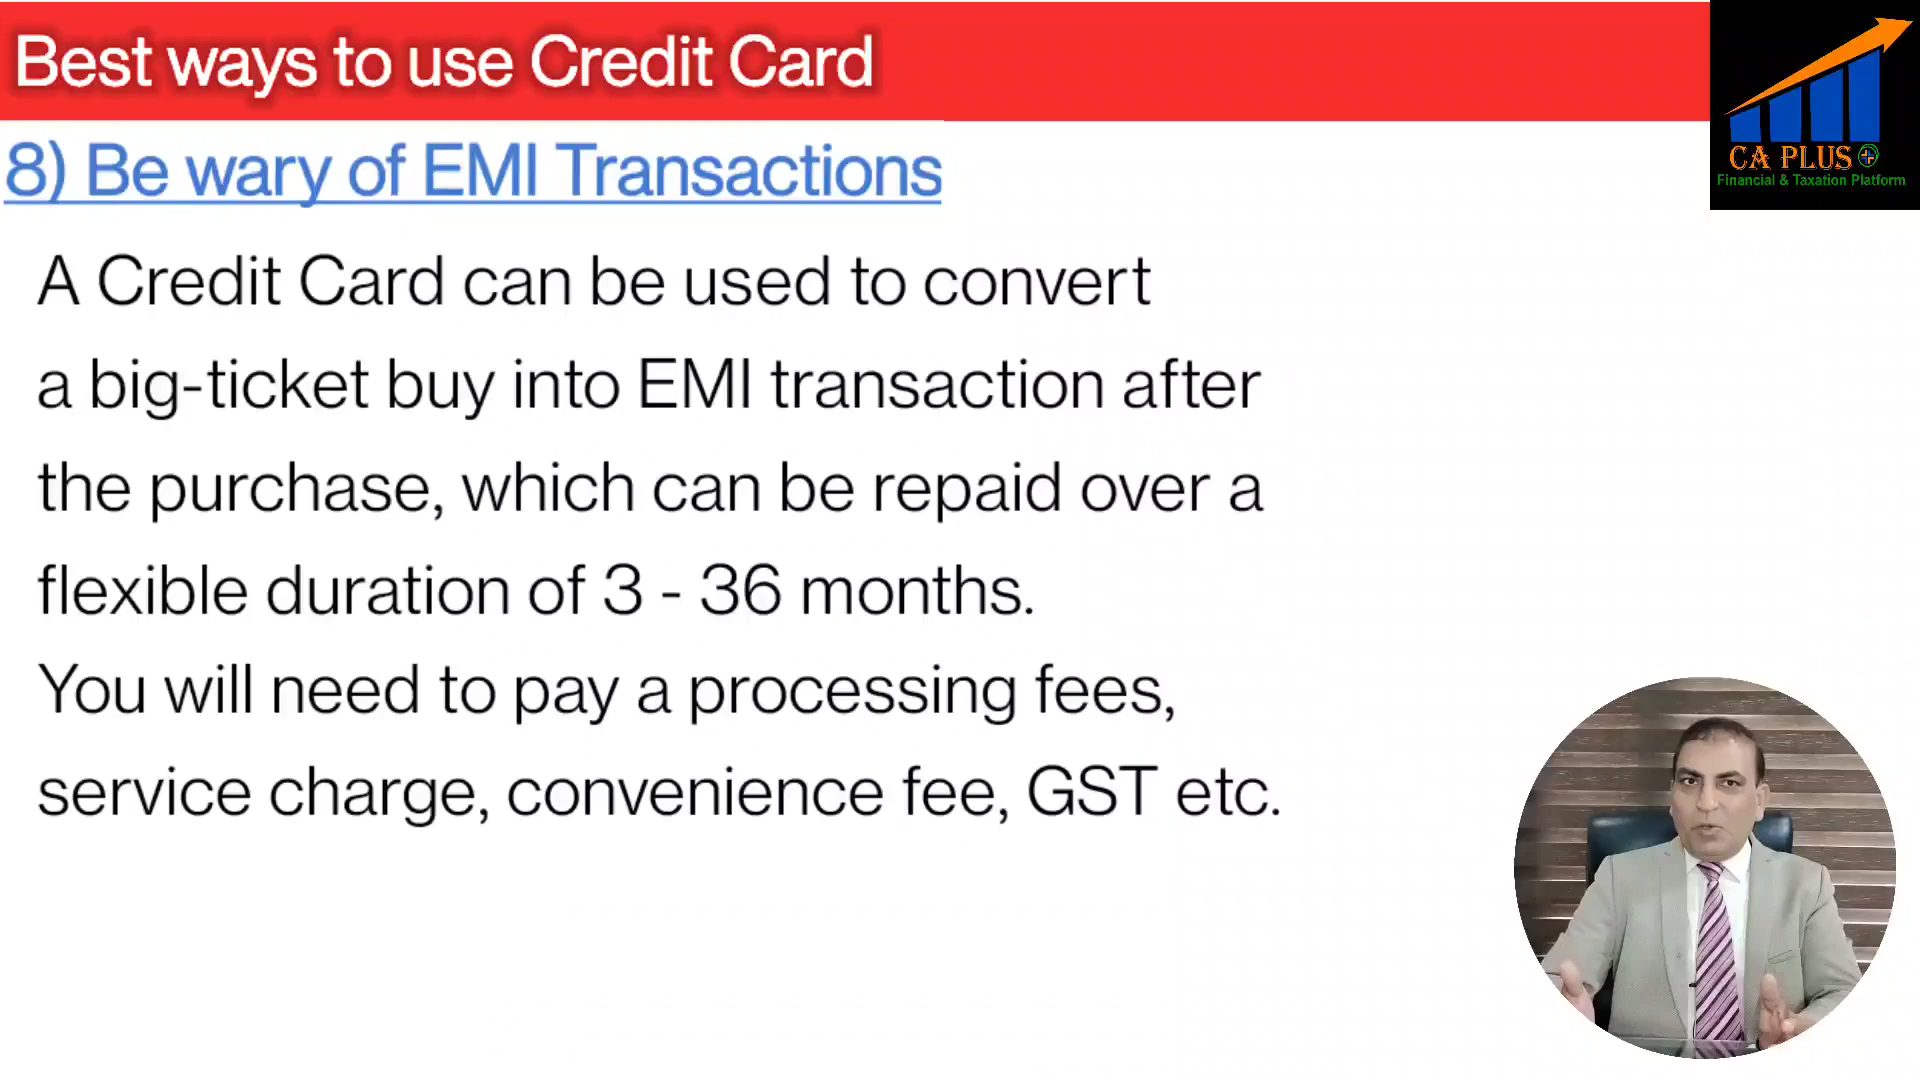 Best ways to use Credit Card
CA PLUS
Financial & Taxation Platform
8) Be wary of EMI Transactions
A Credit Card can be used to convert
a big-ticket buy into EMI transaction after
the purchase, which can be repaid over a
flexible duration of 3 - 36 months.
You will need to pay a processing fees,
service charge, convenience fee, GST etc.